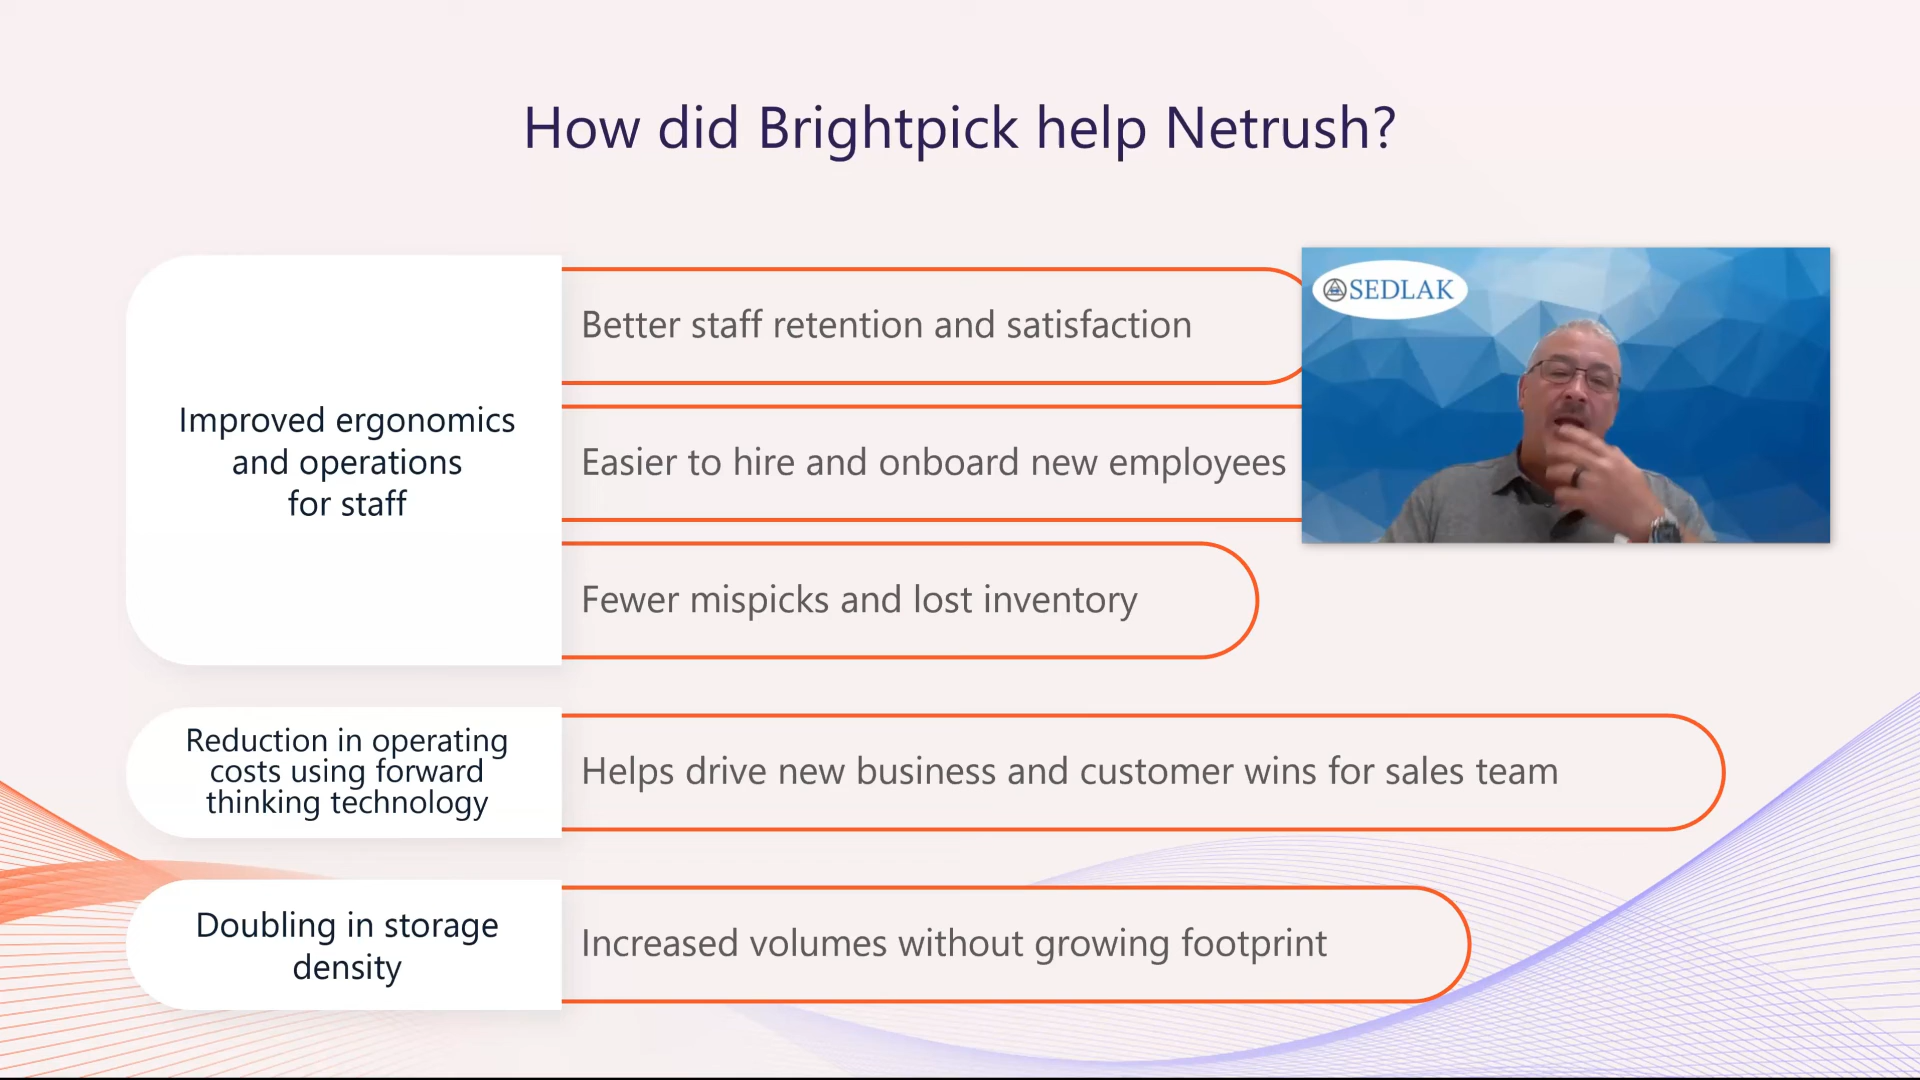 How did Brightpick help Netrush?
Improved ergonomics
and operations
for staff
Better staff retention and satisfaction
Easier to hire and onboard new employees
Fewer mispicks and lost inventory
SEDLAK
Reduction in operating
costs using forward
thinking technology
Helps drive new business and customer wins for sales team
Doubling in storage
density
Increased volumes without growing footprint